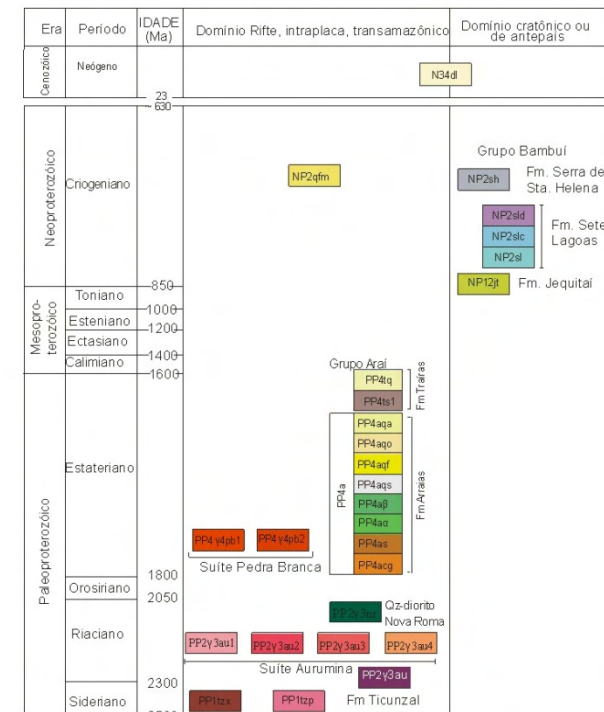 Era Período IDADE (Ma) Domínio Rifte, intraplaca, transamazônico Domínio cratônico ou de antepaís
Cenozóico Neógeno
N34dl
23
630
Neoproterozóico
Criogeniano
NP2qfm
Grupo Bambuí
NP2sh Fm. Serra de Sta. Helena
NP2sld
NP2slc
NP2sl
Fm. Sete Lagoas
NP12jt Fm. Jequitaí
850
Mesopro-
terozóico
Toniano
1000
Esteniano
1200
Ectasiano
1400
Calimiano
1600
Paleoproterozóico
Estateriano
Grupo Araí
PP4tq
PP4ts1
Fm Traíras
PP4a
PP4aqa
PP4aqo
PP4aqf
PP4aqs
PP4aβ
PP4aα
PP4as
PP4acg
Fm Arraias
PP4γ4pb1 PP4γ4pb2
Suíte Pedra Branca
1800
Orosiriano
2050
Riaciano
Qz-diorito
Nova Roma
PP2γ3au1 PP2γ3au2 PP2γ3au3 PP2γ3au4
Suíte Aurumina
PP2γ3au
2300
Sideriano
PP1tzx PP1tzp Fm Ticunzal